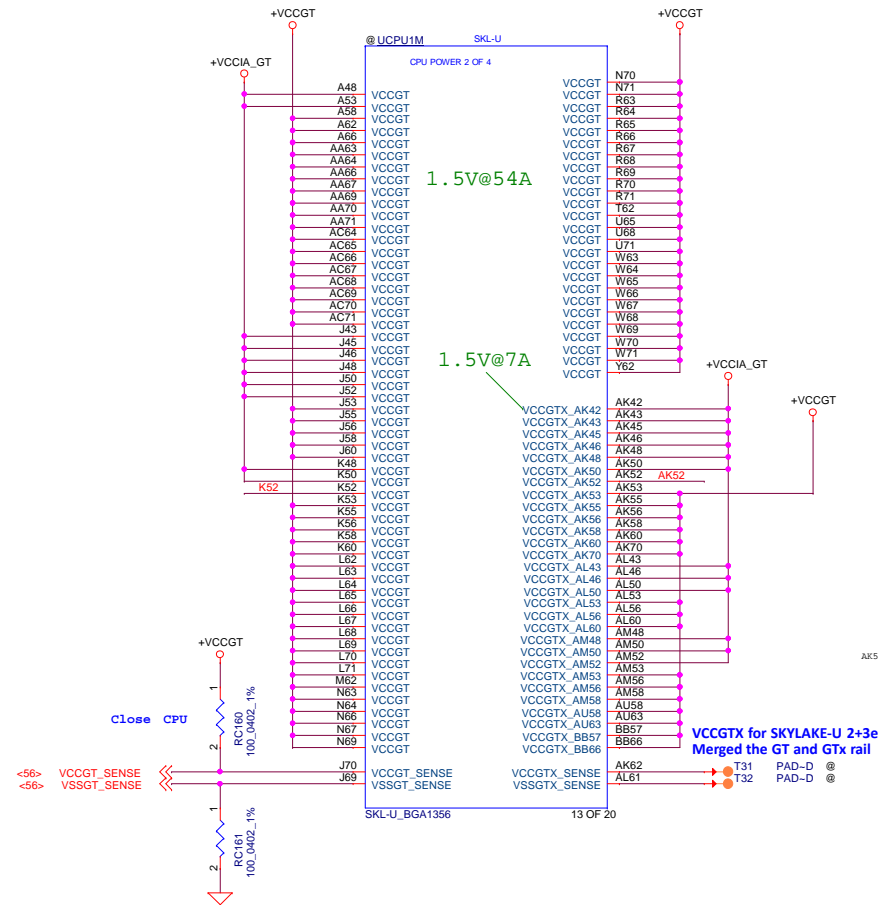 +VCCGT
+VCCGT
@ UCPU1M SKL-U
CPU POWER 2 OF 4
+VCCIA_GT
N70 VCCGT
N71 VCCGT
A48 VCCGT R63 VCCGT
A53 VCCGT R64 VCCGT
A58 VCCGT R65 VCCGT
A62 VCCGT R66 VCCGT
A66 VCCGT R67 VCCGT
AA63 VCCGT R68 VCCGT
AA64 VCCGT R69 VCCGT
AA66 VCCGT R70 VCCGT
AA67 VCCGT R71 VCCGT
AA69 VCCGT T62 VCCGT
AA70 VCCGT U65 VCCGT
AA71 VCCGT U68 VCCGT
AC64 VCCGT U71 VCCGT
AC65 VCCGT W63 VCCGT
AC66 VCCGT W64 VCCGT
AC67 VCCGT W65 VCCGT
AC68 VCCGT W66 VCCGT
AC69 VCCGT W67 VCCGT
AC70 VCCGT W68 VCCGT
AC71 VCCGT W69 VCCGT
J43 VCCGT W70 VCCGT
J45 VCCGT W71 VCCGT
J46 VCCGT Y62 VCCGT
1.5V@54A
1.5V@7A
+VCCIA_GT
+VCCGT
J48 VCCGT
J50 VCCGT
J52 VCCGT
J53 VCCGT VCCGTX_AK42 AK42
J55 VCCGT VCCGTX_AK43 AK43
J56 VCCGT VCCGTX_AK45 AK45
J58 VCCGT VCCGTX_AK46 AK46
J60 VCCGT VCCGTX_AK48 AK48
K48 VCCGT VCCGTX_AK50 AK50
K50 VCCGT VCCGTX_AK52 AK52 AK52
K52 K52 VCCGT VCCGTX_AK53 AK53
K53 VCCGT VCCGTX_AK55 AK55
K55 VCCGT VCCGTX_AK56 AK56
K56 VCCGT VCCGTX_AK58 AK58
K58 VCCGT VCCGTX_AK60 AK60
K60 VCCGT VCCGTX_AK70 AK70
L62 VCCGT VCCGTX_AL43 AL43
L63 VCCGT VCCGTX_AL46 AL46
L64 VCCGT VCCGTX_AL50 AL50
L65 VCCGT VCCGTX_AL53 AL53
L66 VCCGT VCCGTX_AL56 AL56
L67 VCCGT VCCGTX_AL60 AL60
L68 VCCGT VCCGTX_AM48 AM48
L69 VCCGT VCCGTX_AM50 AM50
L70 VCCGT VCCGTX_AM52 AM52
L71 VCCGT VCCGTX_AM53 AM53
M62 VCCGT VCCGTX_AM56 AM56
N63 VCCGT VCCGTX_AM58 AM58
N64 VCCGT VCCGTX_AU58 AU58
N66 VCCGT VCCGTX_AU63 AU63
N67 VCCGT VCCGTX_BB57 BB57
N69 VCCGT VCCGTX_BB66 BB66
AK5
+VCCGT
Close CPU
1
RC160
100_0402_1%
2
VCCGTX for SKYLAKE-U 2+3e
Merged the GT and GTx rail
<56> VCCGT_SENSE J70 VCCGT_SENSE VCCGTX_SENSE AK62 T31 PAD~D @
<56> VSSGT_SENSE J69 VSSGT_SENSE VSSGTX_SENSE AL61 T32 PAD~D @
SKL-U_BGA1356 13 OF 20
1
RC161
100_0402_1%
2